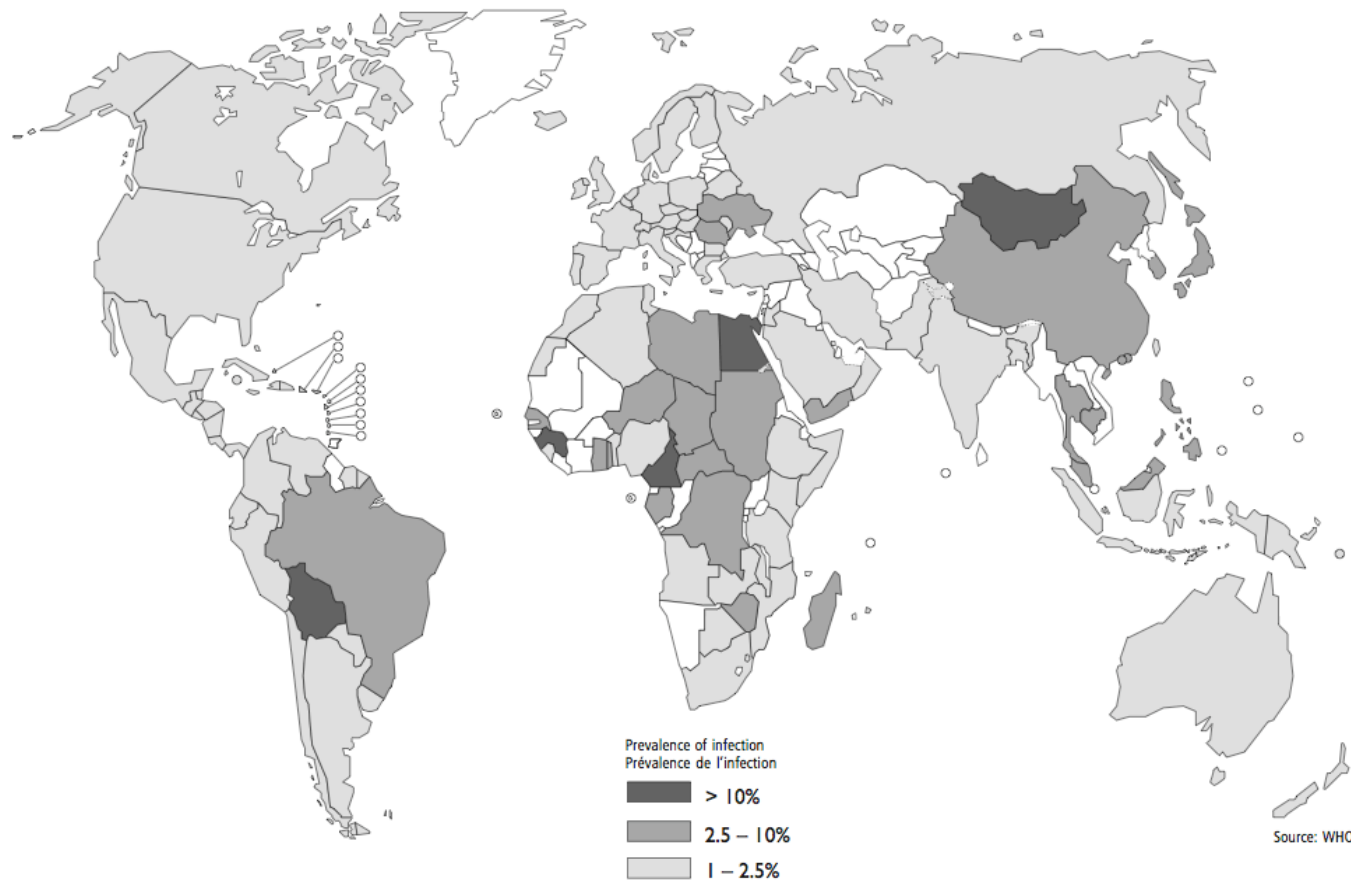 Prevalence of infection
Prévalence de l'infection
> 10%
2.5 – 10%
1 – 2.5%
Source: WHO